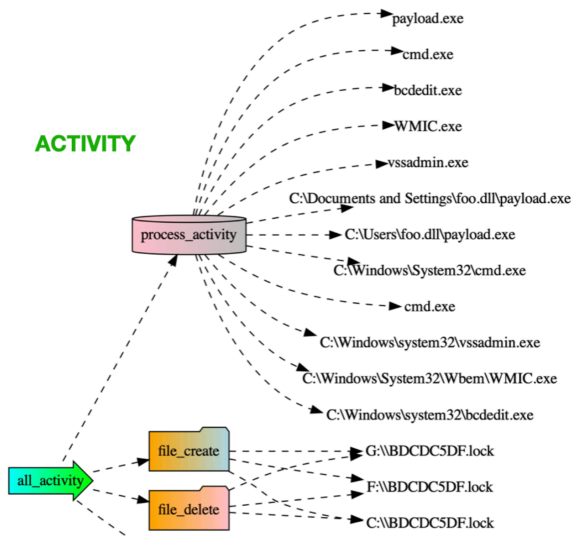 payload.exe
cmd.exe
bcdedit.exe
WMIC.exe
ACTIVITY
vssadmin.exe
C:\Documents and Settings\foo.dll\payload.exe
process_activity
C:\Users\foo.dll\payload.exe
C:\Windows\System32\cmd.exe
cmd.exe
C:\Windows\system32\vssadmin.exe
C:\Windows\System32\Wbem\WMIC.exe
C:\Windows\system32\bcdedit.exe
file_create
G:\\BDCDC5DF.lock
all_activity
F:\\BDCDC5DF.lock
file_delete
C:\\BDCDC5DF.lock